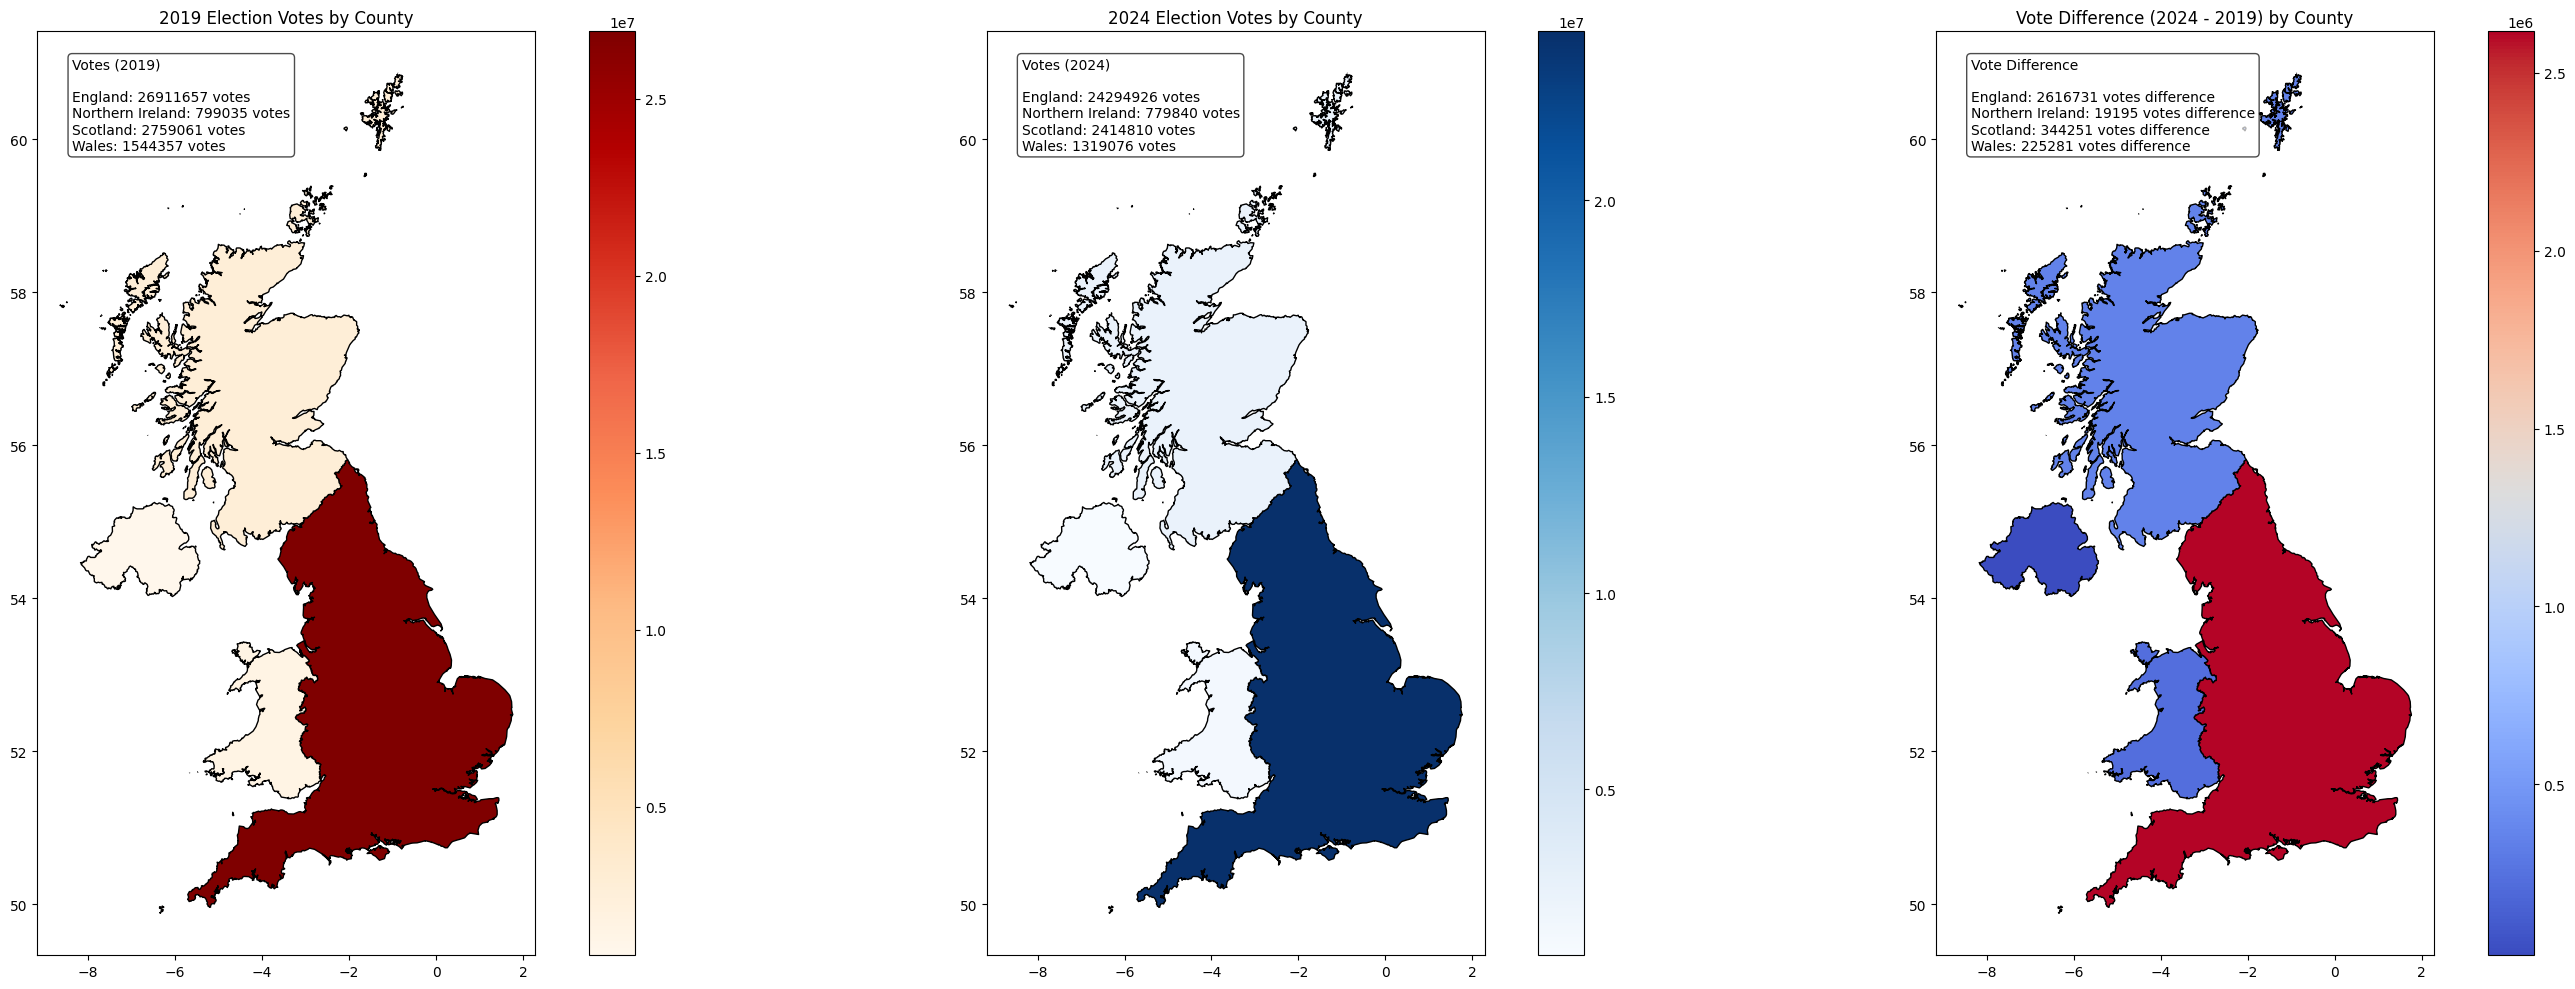 2019 Election Votes by County
1e7
Votes (2019)
England: 26911657 votes
Northern Ireland: 799035 votes
Scotland: 2759061 votes
Wales: 1544357 votes
60
58
56
54
52
50
−8 −6 −4 −2 0 2
2.5
2.0
1.5
1.0
0.5
2024 Election Votes by County
1e7
Votes (2024)
England: 24294926 votes
Northern Ireland: 779840 votes
Scotland: 2414810 votes
Wales: 1319076 votes
60
58
56
54
52
50
−8 −6 −4 −2 0 2
2.0
1.5
1.0
0.5
Vote Difference (2024 - 2019) by County
1e6
Vote Difference
England: 2616731 votes difference
Northern Ireland: 19195 votes difference
Scotland: 344251 votes difference
Wales: 225281 votes difference
60
58
56
54
52
50
−8 −6 −4 −2 0 2
2.5
2.0
1.5
1.0
0.5